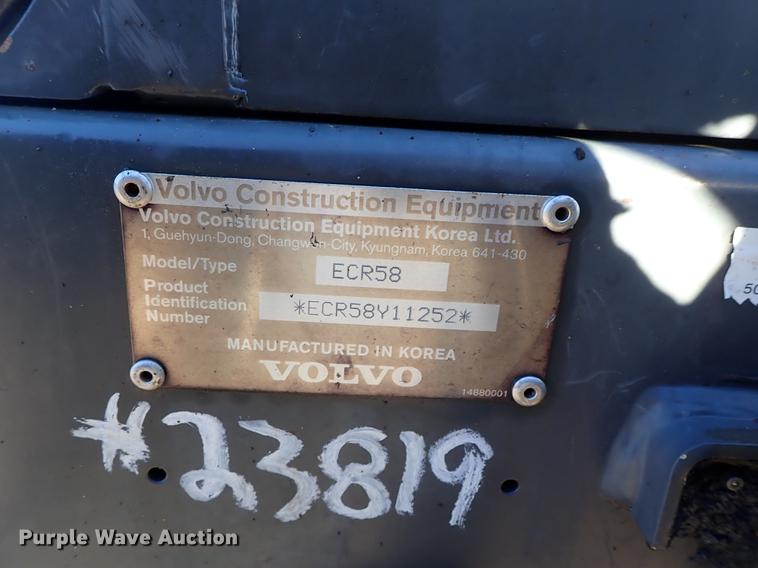 Volvo Construction Equipment
Volvo Construction Equipment Korea Ltd.
1, Guehyun-Dong, Changwon-City, Kyungnam, Korea 641-430
Model/Type ECR58
Product
Identification *ECR58Y11252*
Number
MANUFACTURED IN KOREA
VOLVO
14880001
50
#23819
Purple Wave Auction